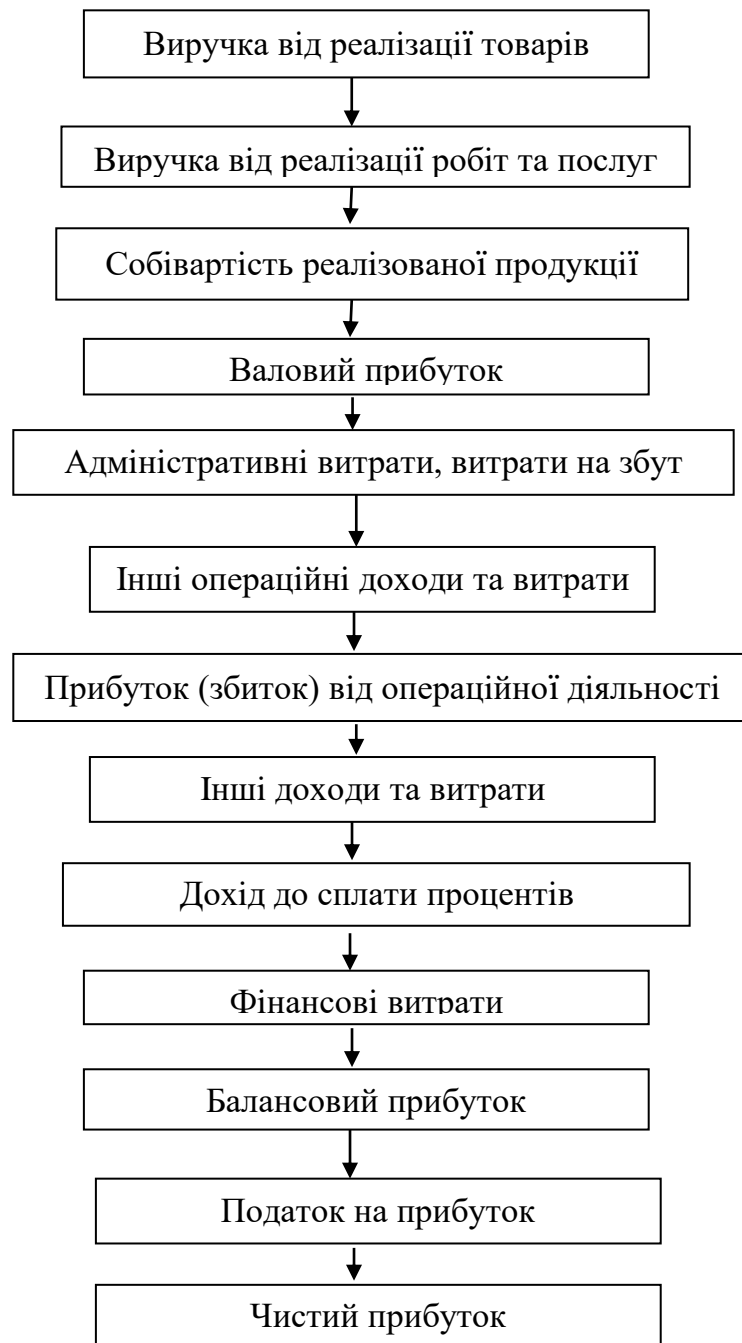 Виручка від реалізації товарів
Виручка від реалізації робіт та послуг
Собівартість реалізованої продукції
Валовий прибуток
Адміністративні витрати, витрати на збут
Інші операційні доходи та витрати
Прибуток (збиток) від операційної діяльності
Інші доходи та витрати
Дохід до сплати процентів
Фінансові витрати
Балансовий прибуток
Податок на прибуток
Чистий прибуток